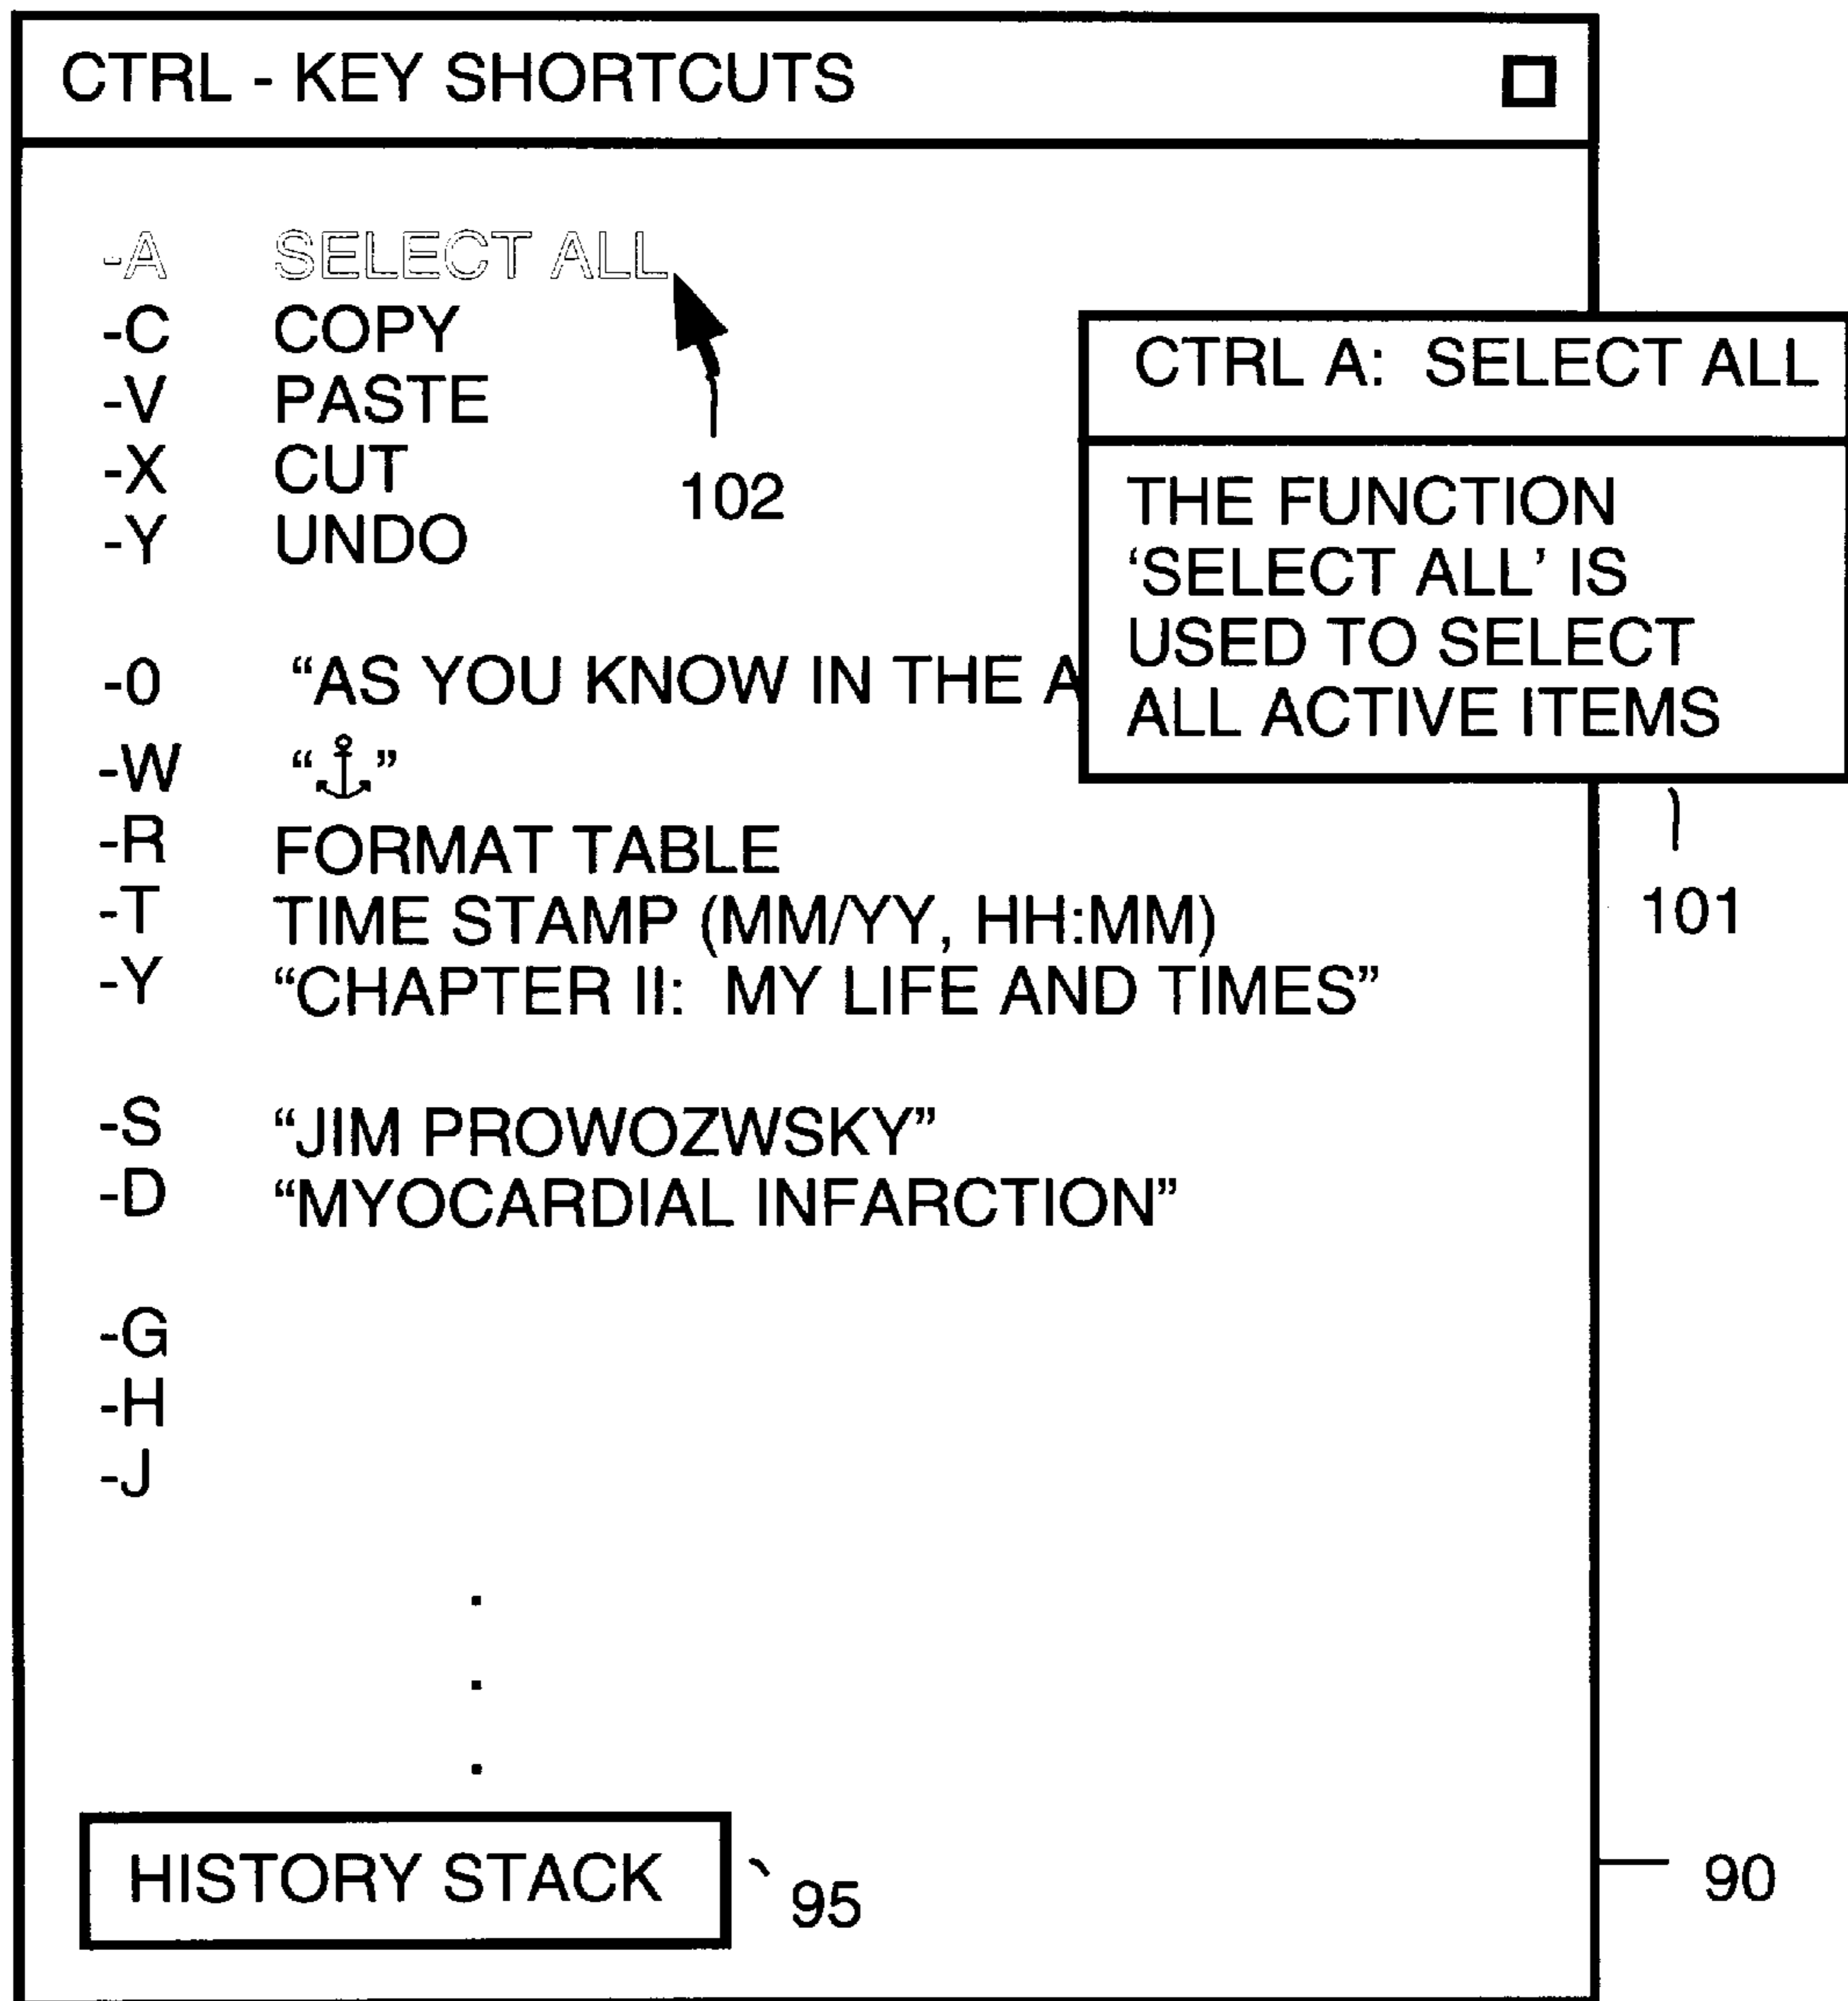 CTRL - KEY SHORTCUTS
-A SELECT ALL
-C COPY
-V PASTE
-X CUT
-Y UNDO
102
CTRL A: SELECT ALL
THE FUNCTION
‘SELECT ALL’ IS
USED TO SELECT
ALL ACTIVE ITEMS
101
-0 “AS YOU KNOW IN THE A
-W “⚓”
-R FORMAT TABLE
-T TIME STAMP (MM/YY, HH:MM)
-Y “CHAPTER II: MY LIFE AND TIMES”
-S “JIM PROWOZWSKY”
-D “MYOCARDIAL INFARCTION”
-G
-H
-J
.
.
.
HISTORY STACK
95
90